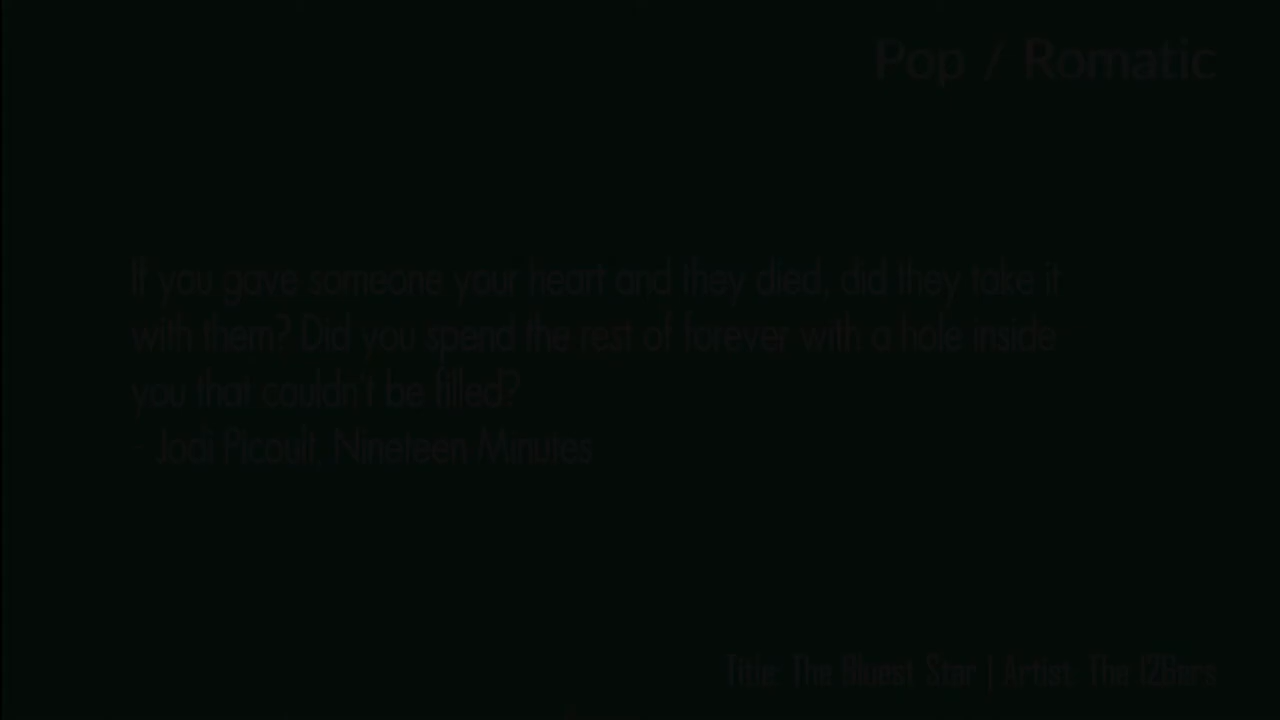 Pop / Romatic
If you gave someone your heart and they died, did they take it
with them? Did you spend the rest of forever with a hole inside
you that couldn't be filled?
- Jodi Picoult, Nineteen Minutes
Title: The Bluest Star | Artist: The 126ers